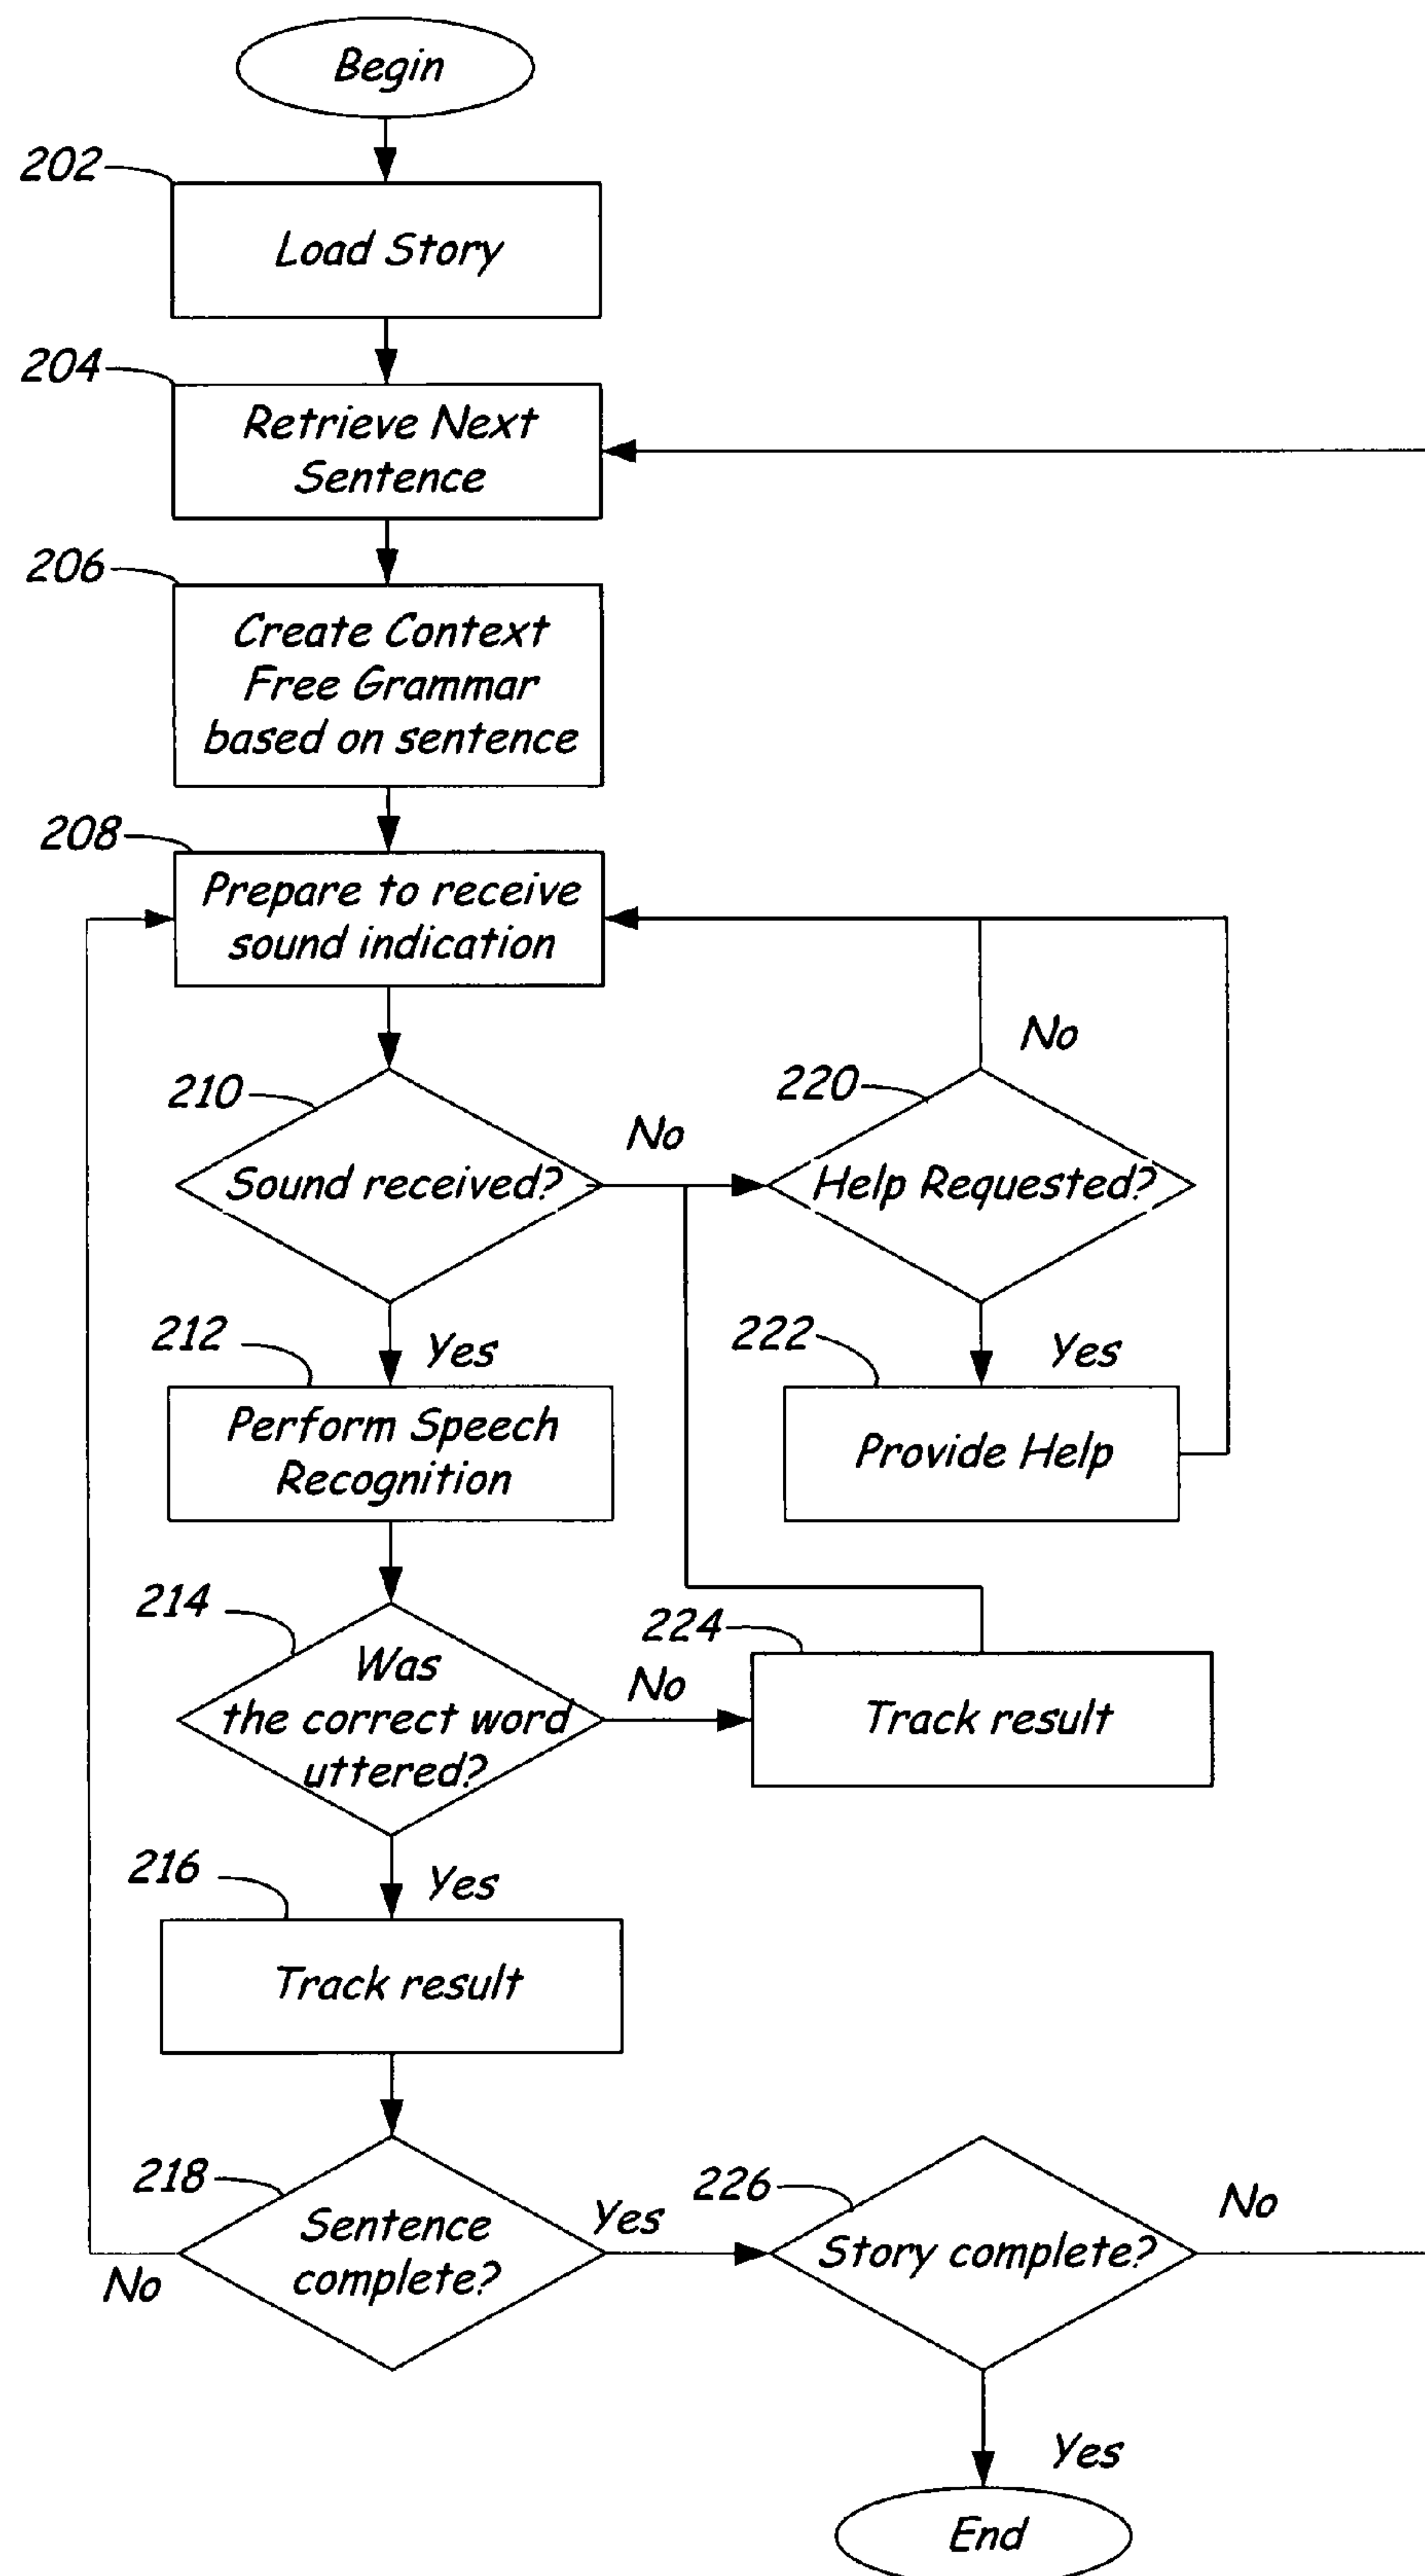 Begin
202
Load Story
204
Retrieve Next
Sentence
206
Create Context
Free Grammar
based on sentence
208
Prepare to receive
sound indication
No
210
220
No
Sound received?
Help Requested?
212
Yes
222
Yes
Perform Speech
Recognition
Provide Help
214
224
Was
the correct word
uttered?
No
Track result
216
Yes
Track result
218
226
No
Sentence
complete?
Yes
Story complete?
No
Yes
End